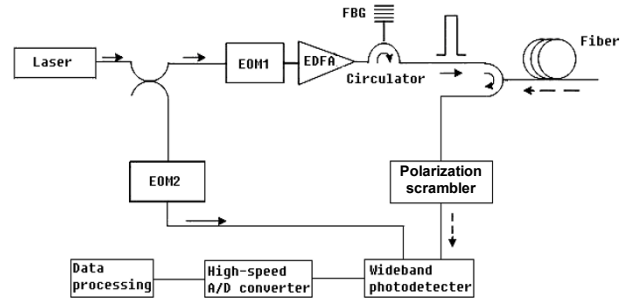 FBG
Fiber
Laser
EOM1
EDFA
Circulator
EOM2
Polarization
scrambler
Data
processing
High-speed
A/D converter
Wideband
photodetecter